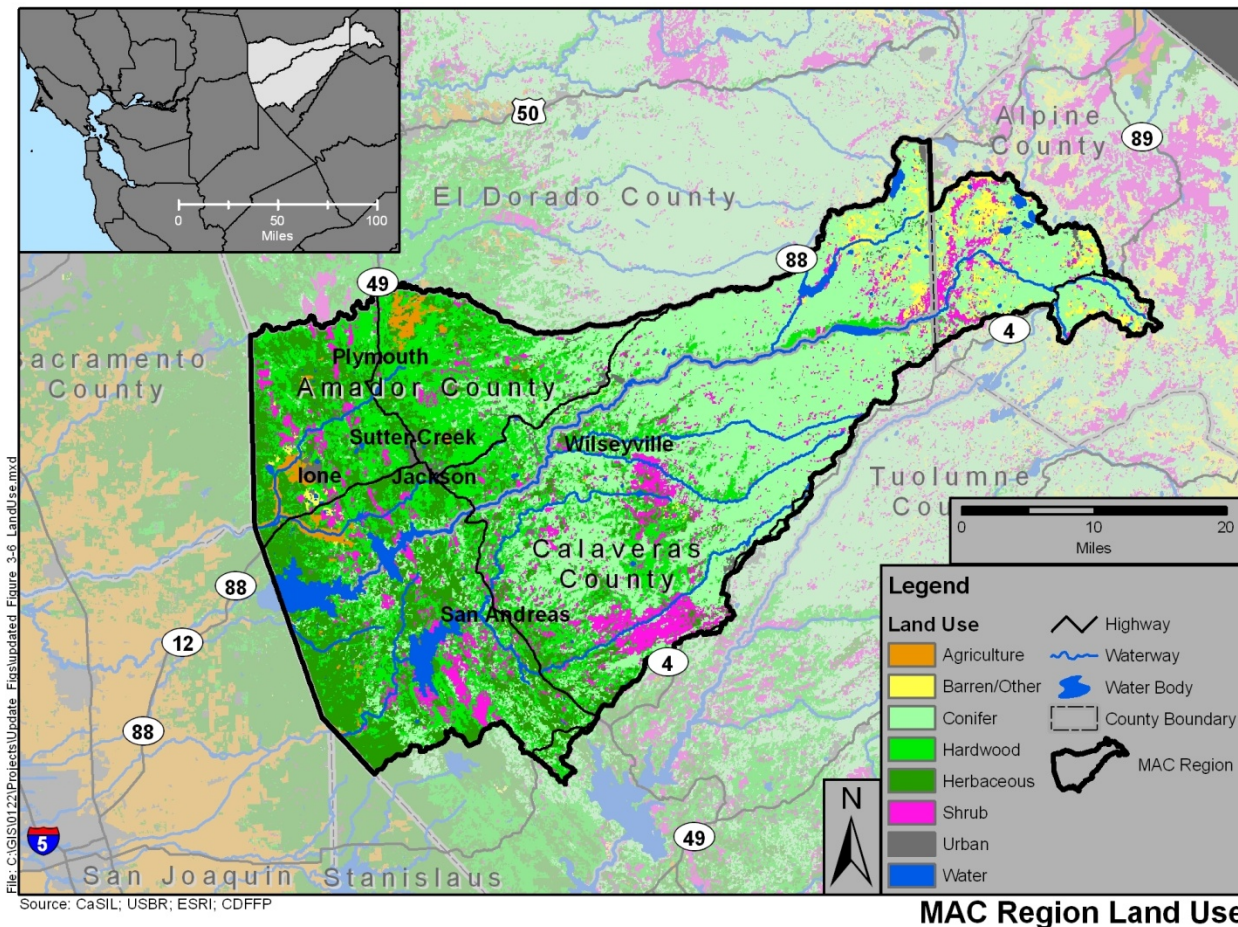 0 50 100
Miles
50
Alpine
County
89
El Dorado County
88
49
4
Sacramento
County
Plymouth
Amador County
Sutter Creek
Wilseyville
Ione
Jackson
Tuolumne
0 10 20
Miles
Calaveras
County
88
San Andreas
12
4
88
49
5
San Joaquin
Stanislaus
N
Legend
Land Use
Agriculture
Barren/Other
Conifer
Hardwood
Herbaceous
Shrub
Urban
Water
Highway
Waterway
Water Body
County Boundary
MAC Region
File: C:\GIS\0122\Projects\Update Figs\updated Figure 3-6 LandUse.mxd
Source: CaSIL; USBR; ESRI; CDFFP
MAC Region Land Use